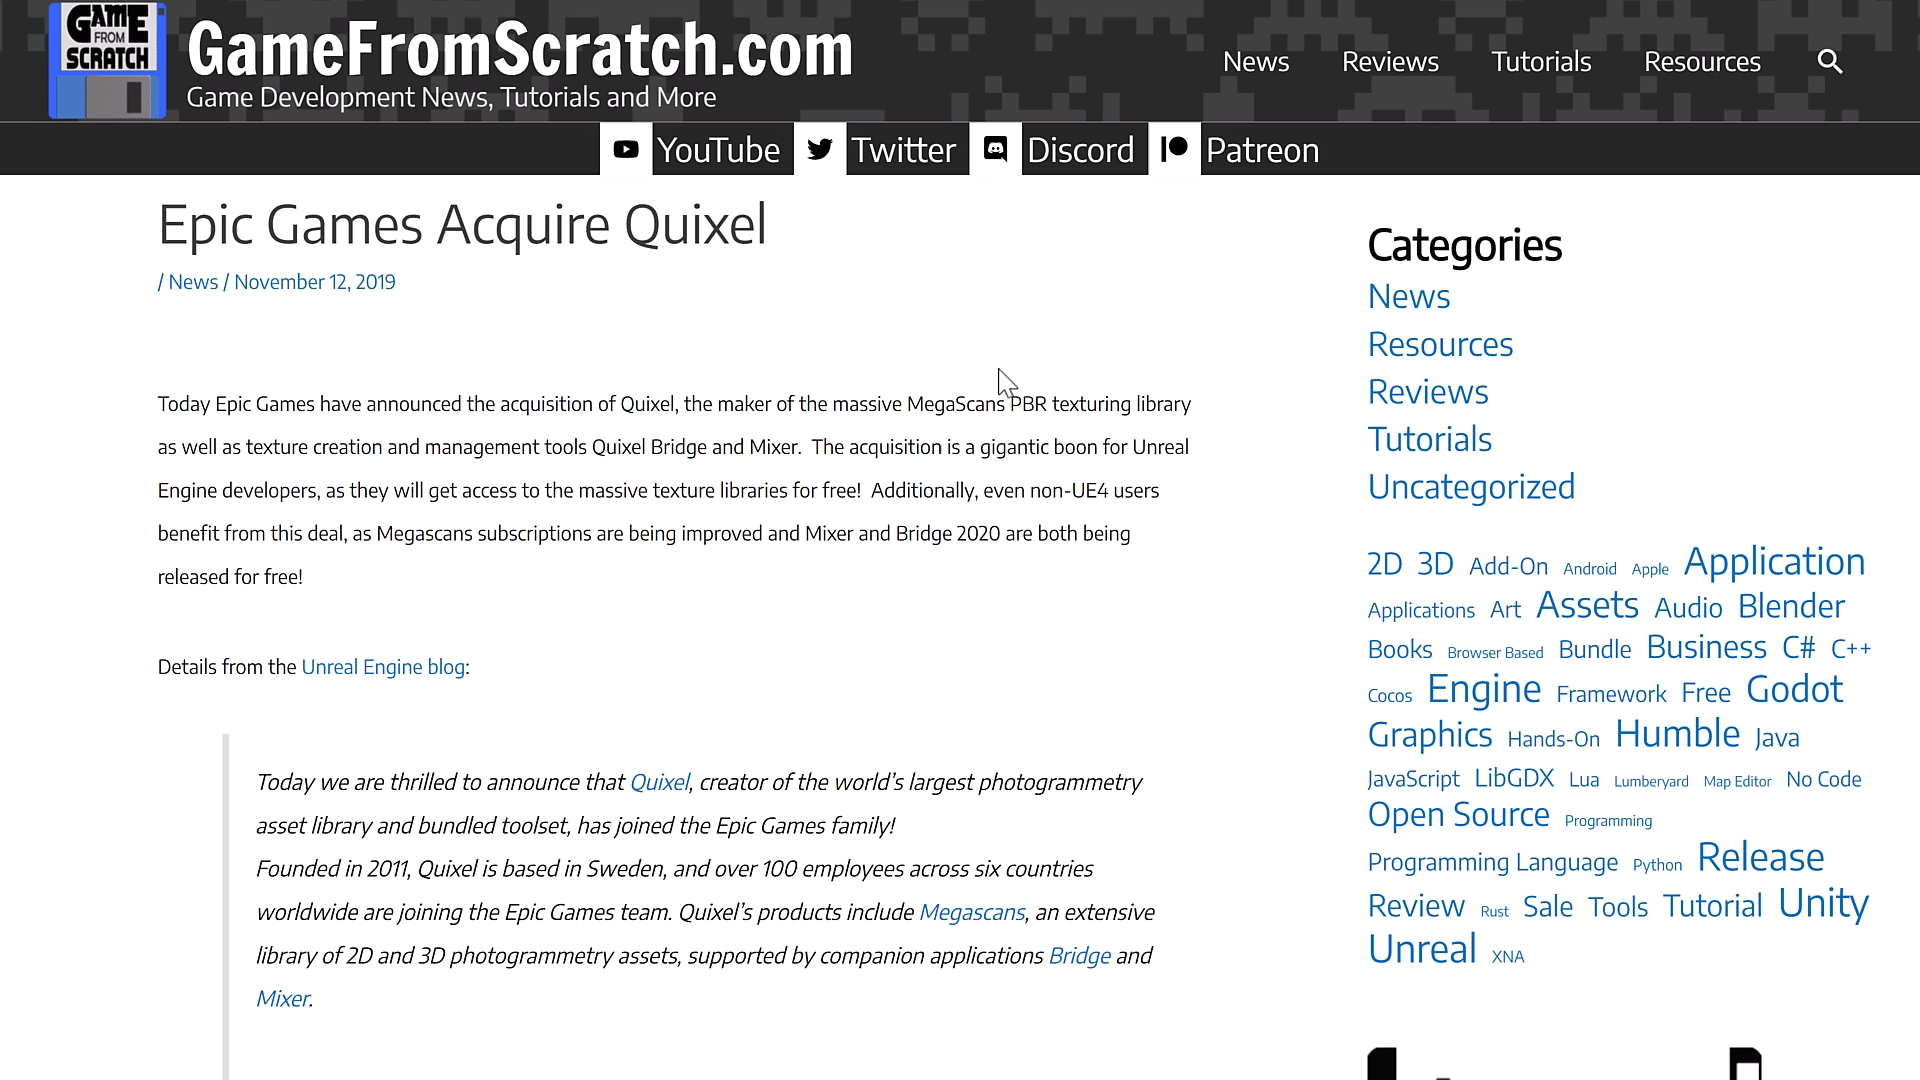 GAME
FROM
SCRATCH
GameFromScratch.com
Game Development News, Tutorials and More
News Reviews Tutorials Resources
YouTube Twitter Discord Patreon
Epic Games Acquire Quixel
/ News / November 12, 2019
Today Epic Games have announced the acquisition of Quixel, the maker of the massive MegaScans PBR texturing library
as well as texture creation and management tools Quixel Bridge and Mixer.  The acquisition is a gigantic boon for Unreal
Engine developers, as they will get access to the massive texture libraries for free!  Additionally, even non-UE4 users
benefit from this deal, as Megascans subscriptions are being improved and Mixer and Bridge 2020 are both being
released for free!
Details from the Unreal Engine blog:
Today we are thrilled to announce that Quixel, creator of the world’s largest photogrammetry
asset library and bundled toolset, has joined the Epic Games family!
Founded in 2011, Quixel is based in Sweden, and over 100 employees across six countries
worldwide are joining the Epic Games team. Quixel’s products include Megascans, an extensive
library of 2D and 3D photogrammetry assets, supported by companion applications Bridge and
Mixer.
Categories
News
Resources
Reviews
Tutorials
Uncategorized
2D 3D Add-On Android Apple Application
Applications Art Assets Audio Blender
Books Browser Based Bundle Business C# C++
Cocos Engine Framework Free Godot
Graphics Hands-On Humble Java
JavaScript LibGDX Lua Lumberyard Map Editor No Code
Open Source Programming
Programming Language Python Release
Review Rust Sale Tools Tutorial Unity
Unreal XNA